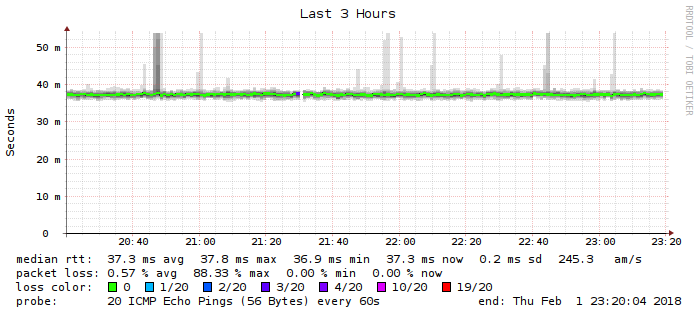 Last 3 Hours
RRDTOOL / TOBI OETIKER
Seconds
50 m
40 m
30 m
20 m
10 m
0
20:40 21:00 21:20 21:40 22:00 22:20 22:40 23:00 23:20
median rtt: 37.3 ms avg 37.8 ms max 36.9 ms min 37.3 ms now 0.2 ms sd 245.3 am/s
packet loss: 0.57 % avg 88.33 % max 0.00 % min 0.00 % now
loss color: 0 1/20 2/20 3/20 4/20 10/20 19/20
probe: 20 ICMP Echo Pings (56 Bytes) every 60s end: Thu Feb 1 23:20:04 2018